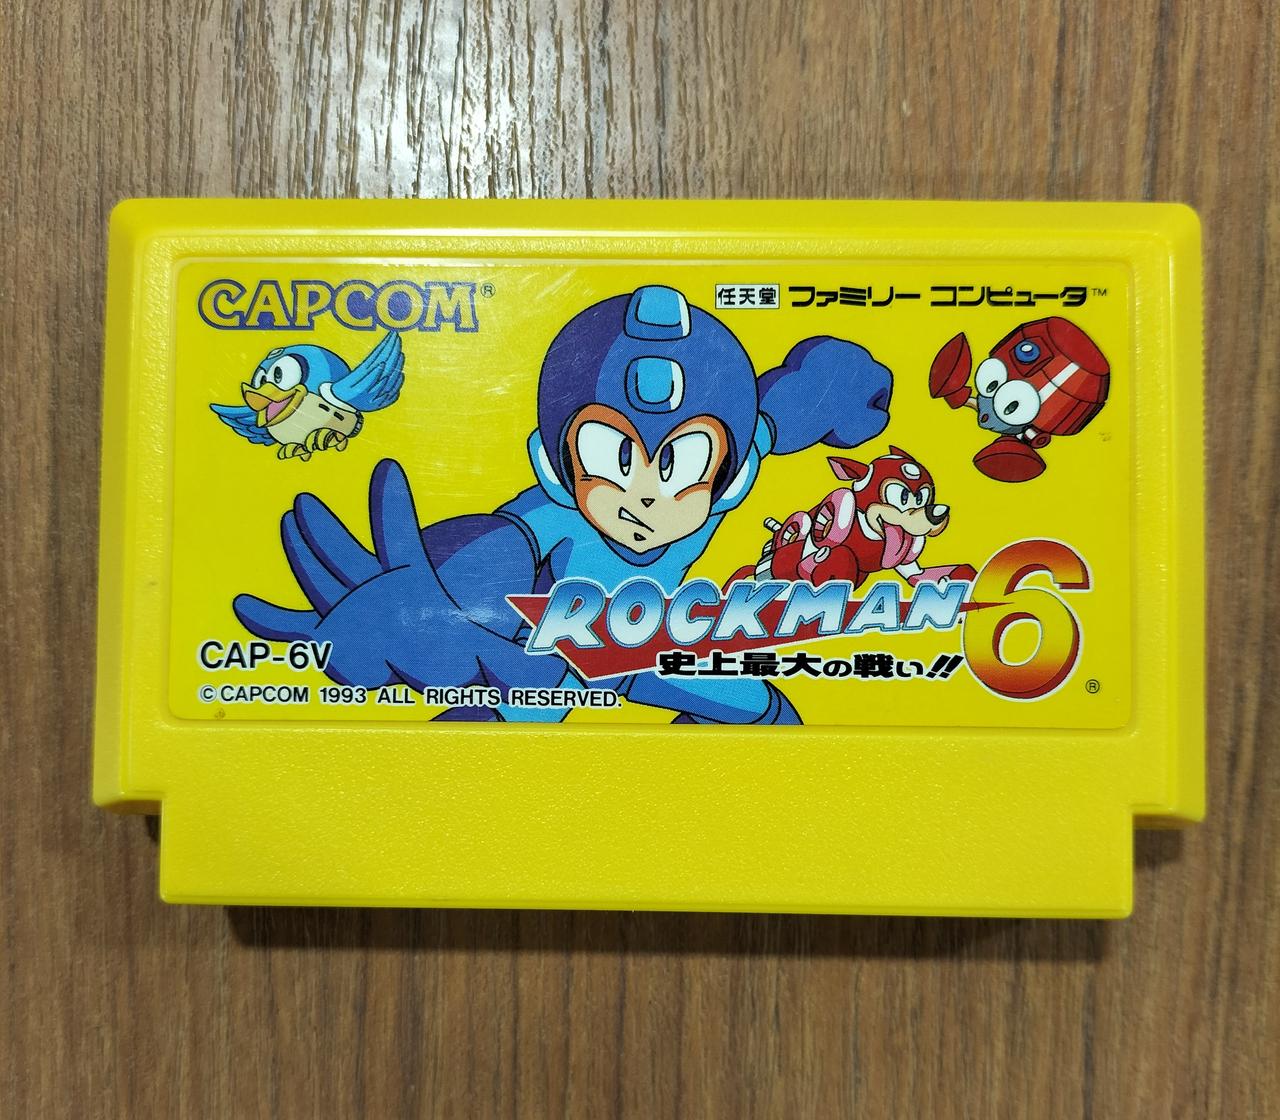 CAPCOM®
任天堂 ファミリー コンピュータ™
ROCKMAN 6
史上最大の戦い!!
®
CAP-6V
© CAPCOM 1993 ALL RIGHTS RESERVED.